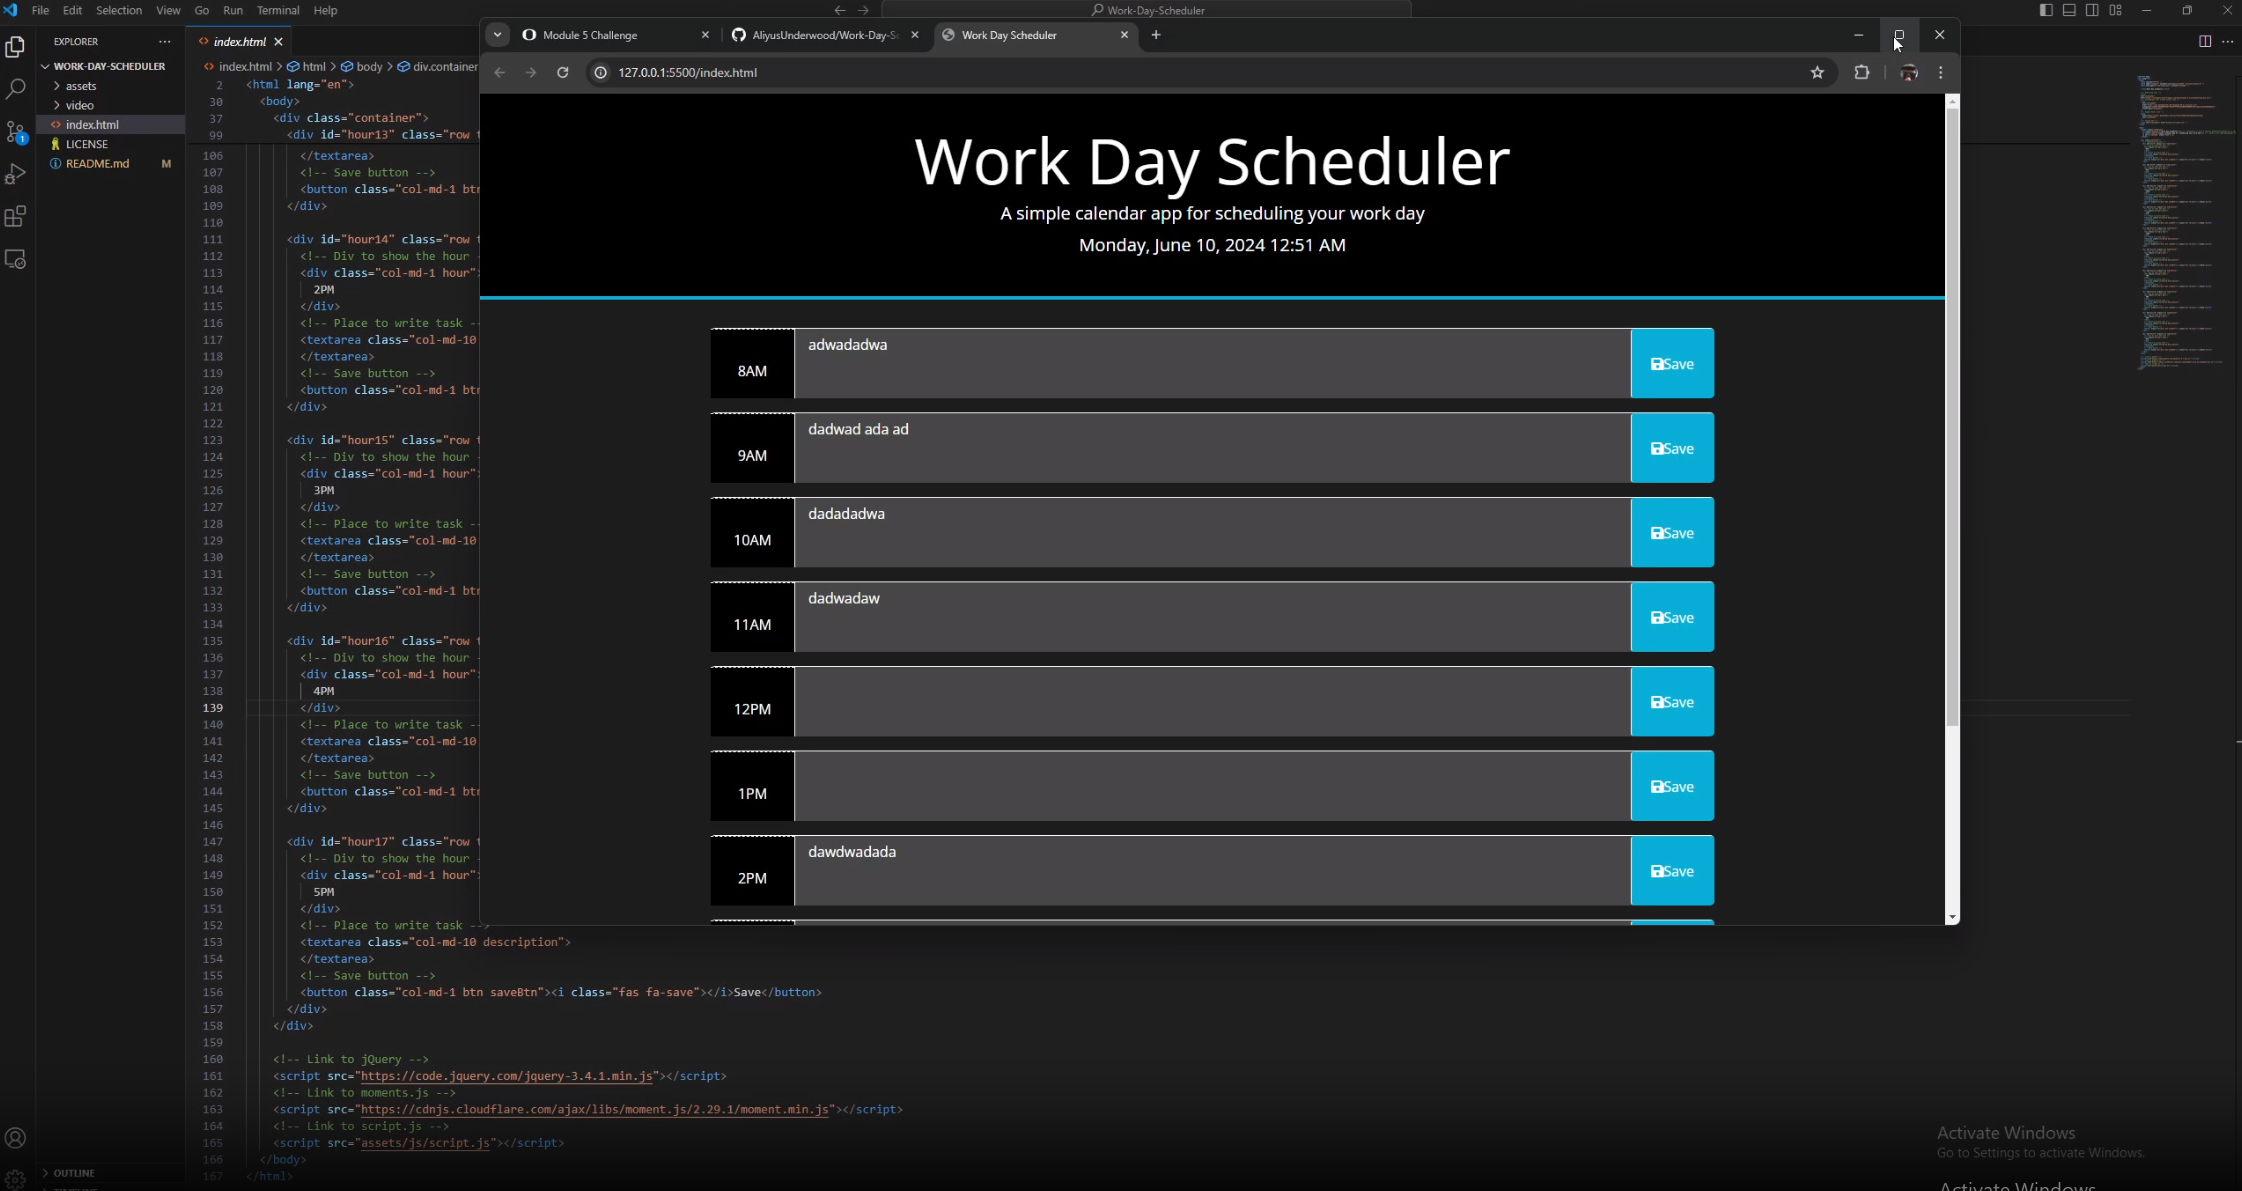 File Edit Selection View Go Run Terminal Help
Work-Day-Scheduler
EXPLORER
WORK-DAY-SCHEDULER
assets
video
index.html
LICENSE
README.md M
OUTLINE
1
index.html
index.html > html > body > div.container
2 <html lang="en">
30 <body>
37 <div class="container">
99 <div id="hour13" class="row
106 </textarea>
107 <!-- Save button -->
108 <button class="col-md-1
109 </div>
110
111 <div id="hour14" class="row
112 <!-- Div to show the hour
113 <div class="col-md-1 hour">
114 2PM
115 </div>
116 <!-- Place to write task
117 <textarea class="col-md-10
118 </textarea>
119 <!-- Save button -->
120 <button class="col-md-1
121 </div>
122
123 <div id="hour15" class="row
124 <!-- Div to show the hour
125 <div class="col-md-1 hour">
126 3PM
127 </div>
128 <!-- Place to write task
129 <textarea class="col-md-10
130 </textarea>
131 <!-- Save button -->
132 <button class="col-md-1
133 </div>
134
135 <div id="hour16" class="row
136 <!-- Div to show the hour
137 <div class="col-md-1 hour">
138 4PM
139 </div>
140 <!-- Place to write task
141 <textarea class="col-md-10
142 </textarea>
143 <!-- Save button -->
144 <button class="col-md-1
145 </div>
146
147 <div id="hour17" class="row
148 <!-- Div to show the hour
149 <div class="col-md-1 hour">
150 5PM
151 </div>
152 <!-- Place to write task -->
153 <textarea class="col-md-10 description">
154 </textarea>
155 <!-- Save button -->
156 <button class="col-md-1 btn saveBtn"><i class="fas fa-save"></i>Save</button>
157 </div>
158 </div>
159
160 <!-- Link to jQuery -->
161 <script src="https://code.jquery.com/jquery-3.4.1.min.js"></script>
162 <!-- Link to moments.js -->
163 <script src="https://cdnjs.cloudflare.com/ajax/libs/moment.js/2.29.1/moment.min.js"></script>
164 <!-- Link to script.js -->
165 <script src="assets/js/script.js"></script>
166 </body>
167 </html>
Module 5 Challenge
AliyusUnderwood/Work-Day-S
Work Day Scheduler
127.0.0.1:5500/index.html
Work Day Scheduler
A simple calendar app for scheduling your work day
Monday, June 10, 2024 12:51 AM
8AM adwadadwa Save
9AM dadwad ada ad Save
10AM dadadadwa Save
11AM dadwadaw Save
12PM Save
1PM Save
2PM dawdwadada Save
Activate Windows
Go to Settings to activate Windows.
Activate Windows